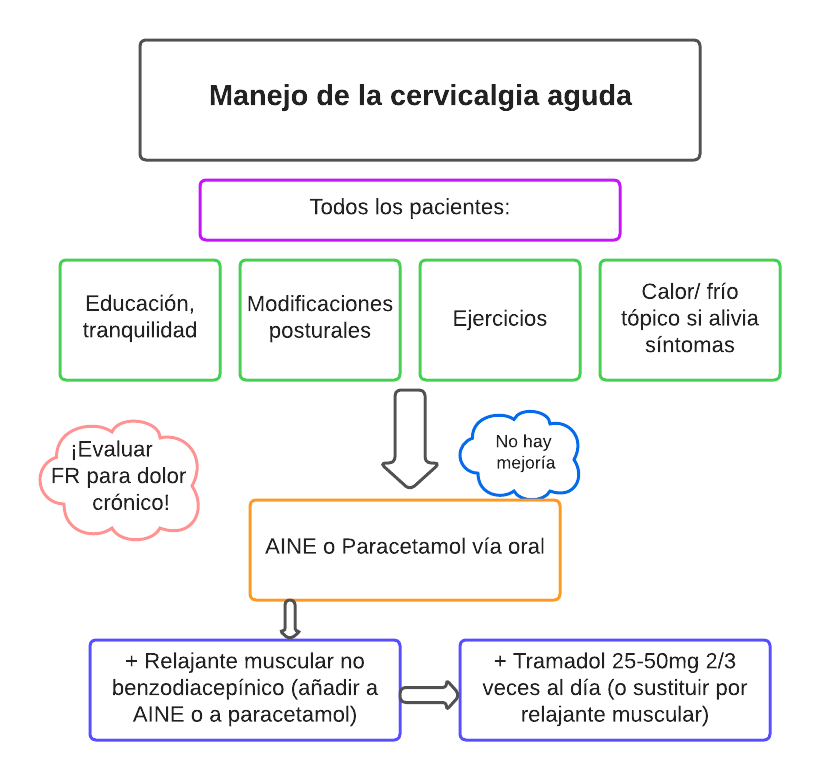 Manejo de la cervicalgia aguda
Todos los pacientes:
Educación,
tranquilidad
Modificaciones
posturales
Ejercicios
Calor/ frío
tópico si alivia
síntomas
¡Evaluar
FR para dolor
crónico!
No hay
mejoría
AINE o Paracetamol vía oral
+ Relajante muscular no
benzodiacepínico (añadir a
AINE o a paracetamol)
+ Tramadol 25-50mg 2/3
veces al día (o sustituir por
relajante muscular)